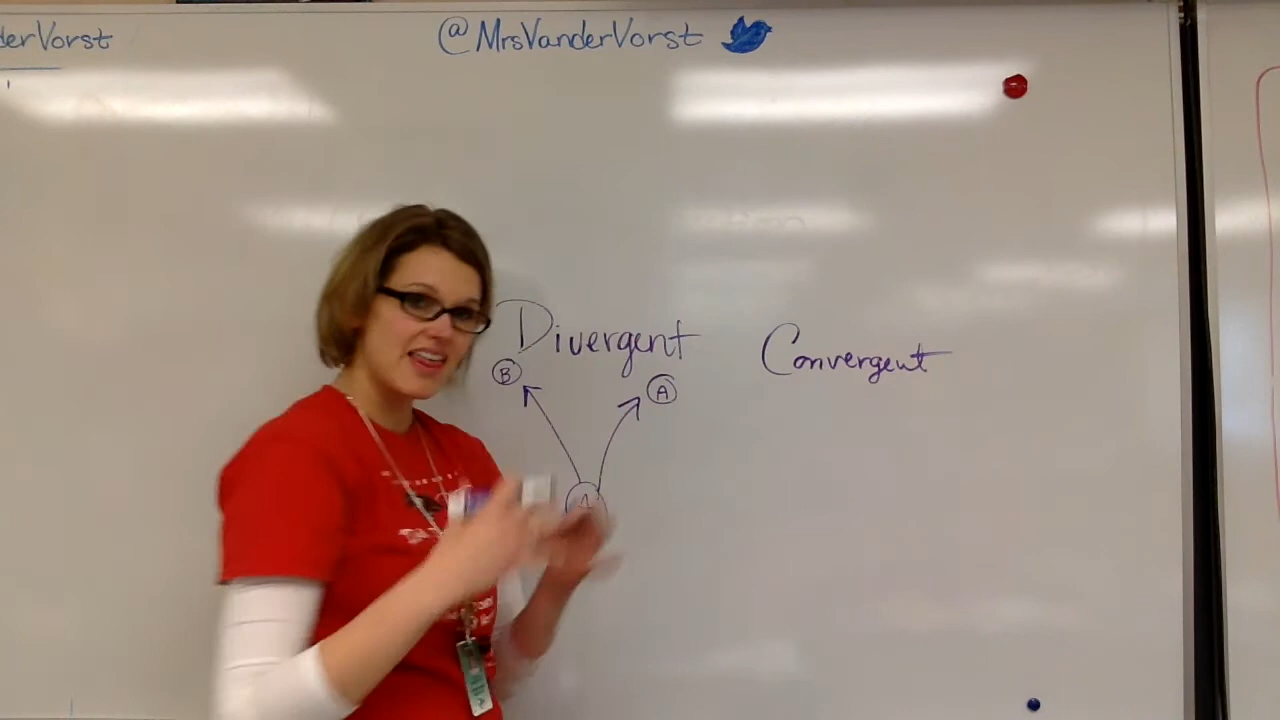 derVorst
@MrsVanderVorst
Divergent
Convergent
B
A
A